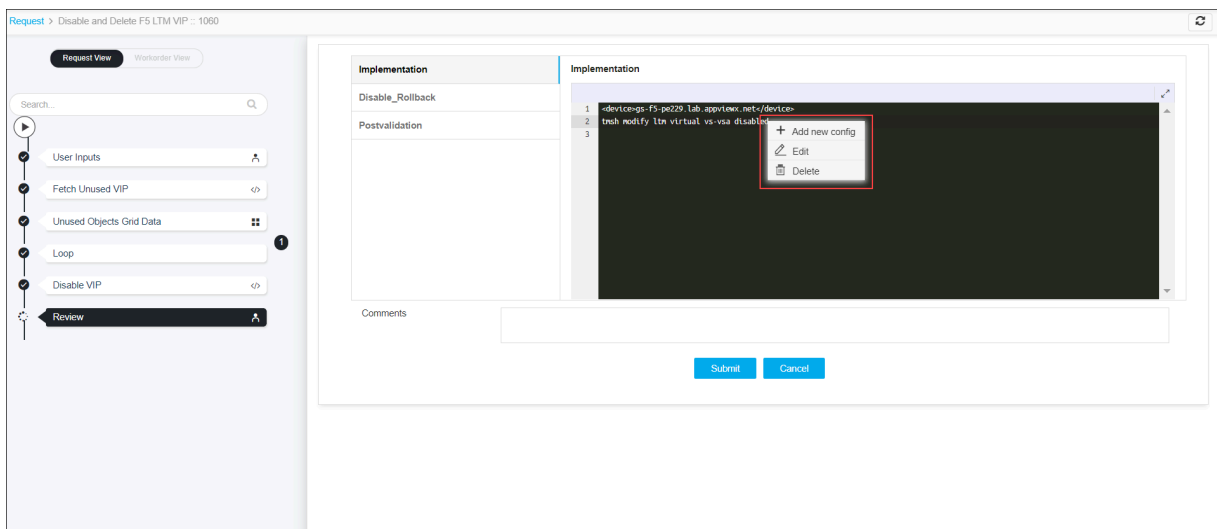 Request > Disable and Delete F5 LTM VIP :: 1060
Request View
Workorder View
Search...
User Inputs
Fetch Unused VIP
</>
Unused Objects Grid Data
Loop
1
Disable VIP
</>
Review
Implementation
Disable_Rollback
Postvalidation
Implementation
1 <device>gs-f5-pe229.lab.appviewx.net</device>
2 tmsh modify ltm virtual vs-vsa disabled
3
+ Add new config
Edit
Delete
Comments
Submit
Cancel